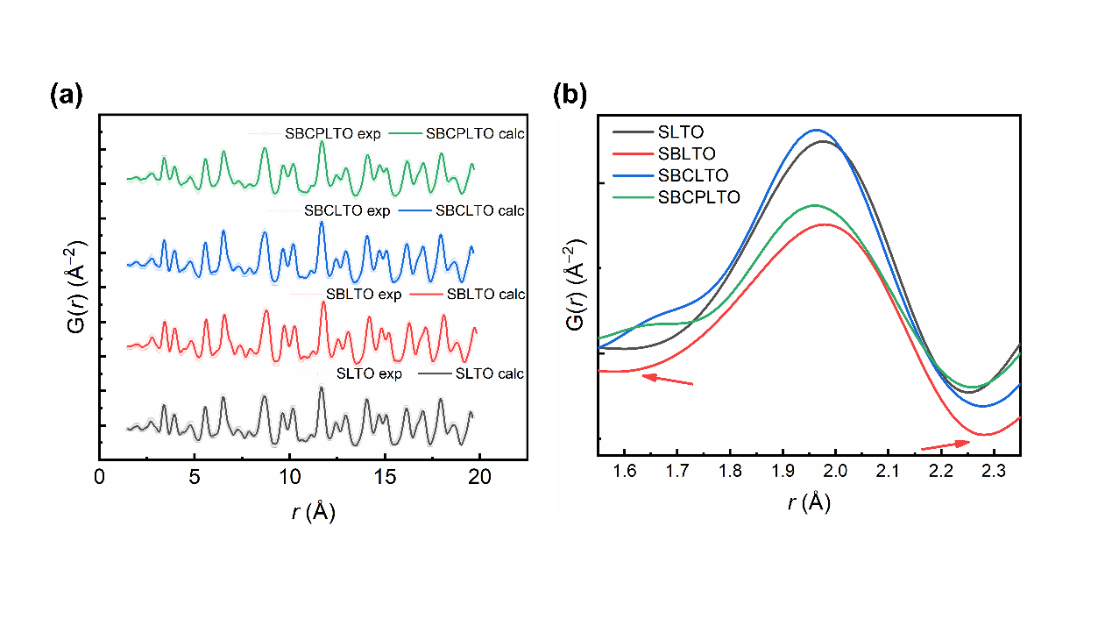 (a)
SBCPLTO exp SBCPLTO calc
SBCLTO exp SBCLTO calc
SBLTO exp SBLTO calc
SLTO exp SLTO calc
G(r) (Å−2)
0 5 10 15 20
r (Å)
(b)
SLTO
SBLTO
SBCLTO
SBCPLTO
G(r) (Å−2)
1.6 1.7 1.8 1.9 2.0 2.1 2.2 2.3
r (Å)